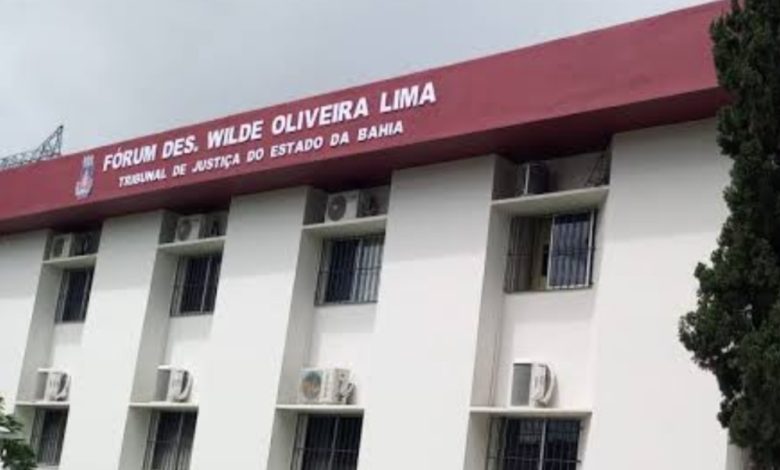 FÓRUM DES. WILDE OLIVEIRA LIMA
TRIBUNAL DE JUSTIÇA DO ESTADO DA BAHIA